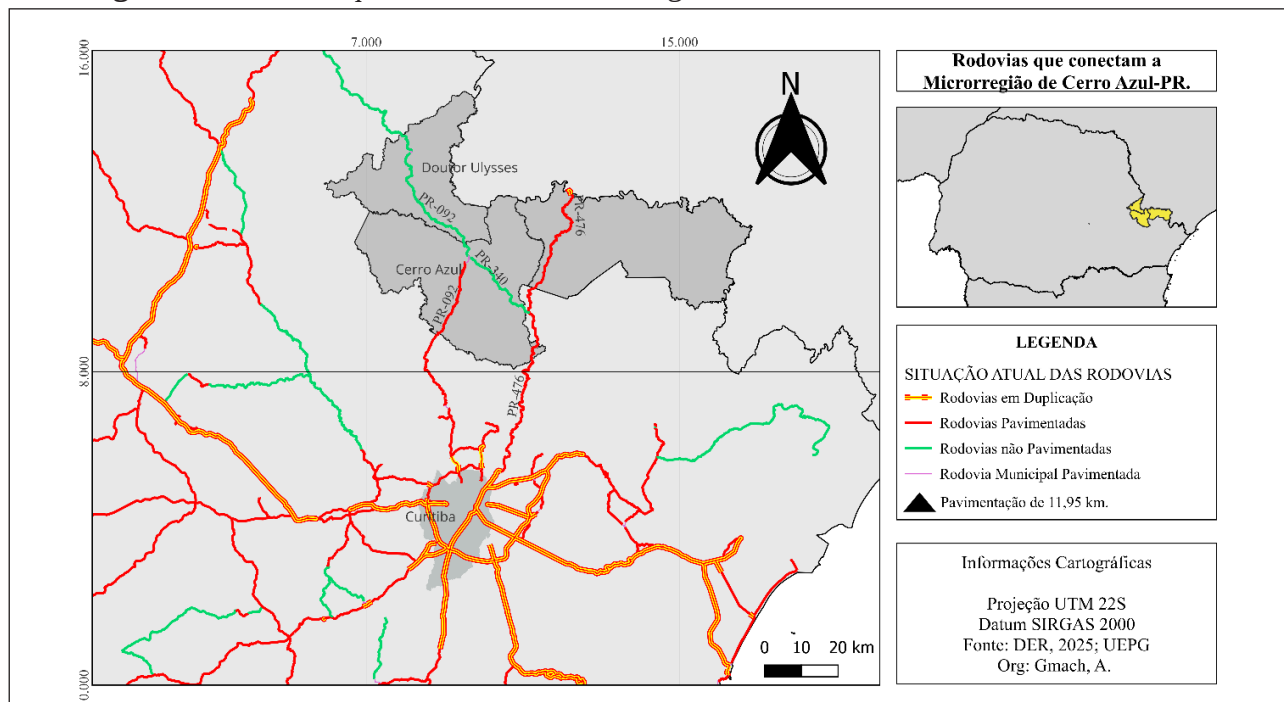 7.000
15.000
16.000
8.000
0.000
N
Doutor Ulysses
PR-092
PR-476
Cerro Azul
PR-340
PR-092
PR-476
Curitiba
0 10 20 km
Rodovias que conectam a
Microrregião de Cerro Azul-PR.
LEGENDA
SITUAÇÃO ATUAL DAS RODOVIAS
Rodovias em Duplicação
Rodovias Pavimentadas
Rodovias não Pavimentadas
Rodovia Municipal Pavimentada
Pavimentação de 11,95 km.
Informações Cartográficas
Projeção UTM 22S
Datum SIRGAS 2000
Fonte: DER, 2025; UEPG
Org: Gmach, A.